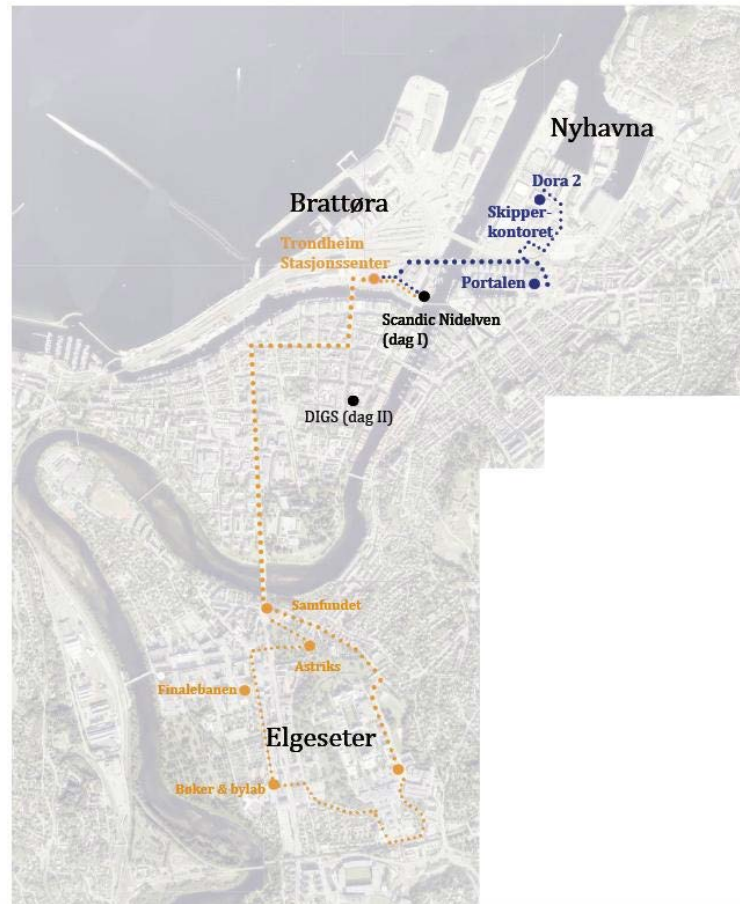 Nyhavna
Dora 2
Brattøra
Skipper-
kontoret
Trondheim
Stasjonssenter
Portalen
Scandic Nidelven
(dag I)
DIGS (dag II)
Samfundet
Astriks
Finalebanen
Elgeseter
Bøker & bylab